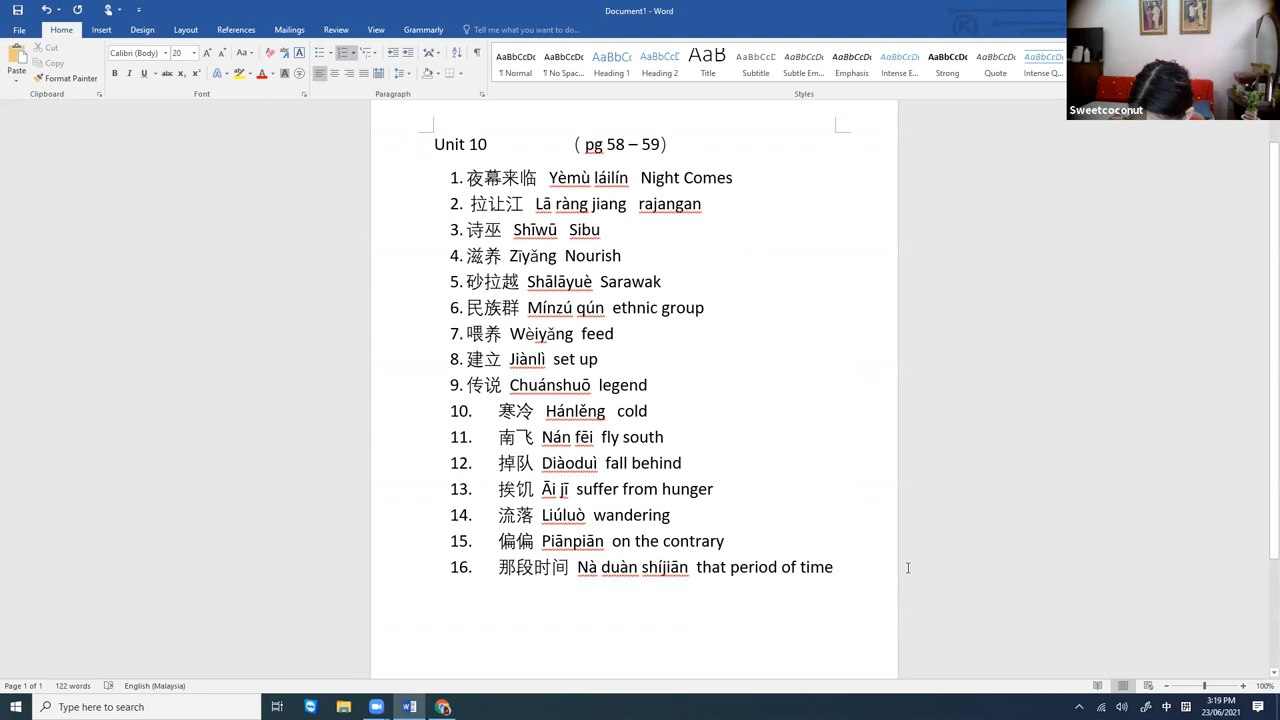 Document1 - Word
File Home Insert Design Layout References Mailings Review View Grammarly Tell me what you want to do...
Paste Cut Copy Format Painter Clipboard
Calibri (Body) 20 Font
Paragraph
AaBbCcDc ¶ Normal AaBbCcDc ¶ No Spac... AaBbCc Heading 1 AaBbCcE Heading 2 AaB Title AaBbCcD Subtitle AaBbCcDc Subtle Em... AaBbCcDc Emphasis AaBbCcDc Intense E... AaBbCcDc Strong AaBbCcDc Quote AaBbCcDc Intense Q...
Styles
Sweetcoconut
Unit 10 （ pg 58 – 59）
1. 夜幕来临 Yèmù láilín Night Comes
2. 拉让江 Lā ràng jiang rajangan
3. 诗巫 Shīwū Sibu
4. 滋养 Zīyǎng Nourish
5. 砂拉越 Shālāyuè Sarawak
6. 民族群 Mínzú qún ethnic group
7. 喂养 Wèiyǎng feed
8. 建立 Jiànlì set up
9. 传说 Chuánshuō legend
10. 寒冷 Hánlěng cold
11. 南飞 Nán fēi fly south
12. 掉队 Diàoduì fall behind
13. 挨饥 Āi jī suffer from hunger
14. 流落 Liúluò wandering
15. 偏偏 Piānpiān on the contrary
16. 那段时间 Nà duàn shíjiān that period of time
Page 1 of 1 122 words English (Malaysia) 100%
Type here to search
中
3:19 PM
23/06/2021